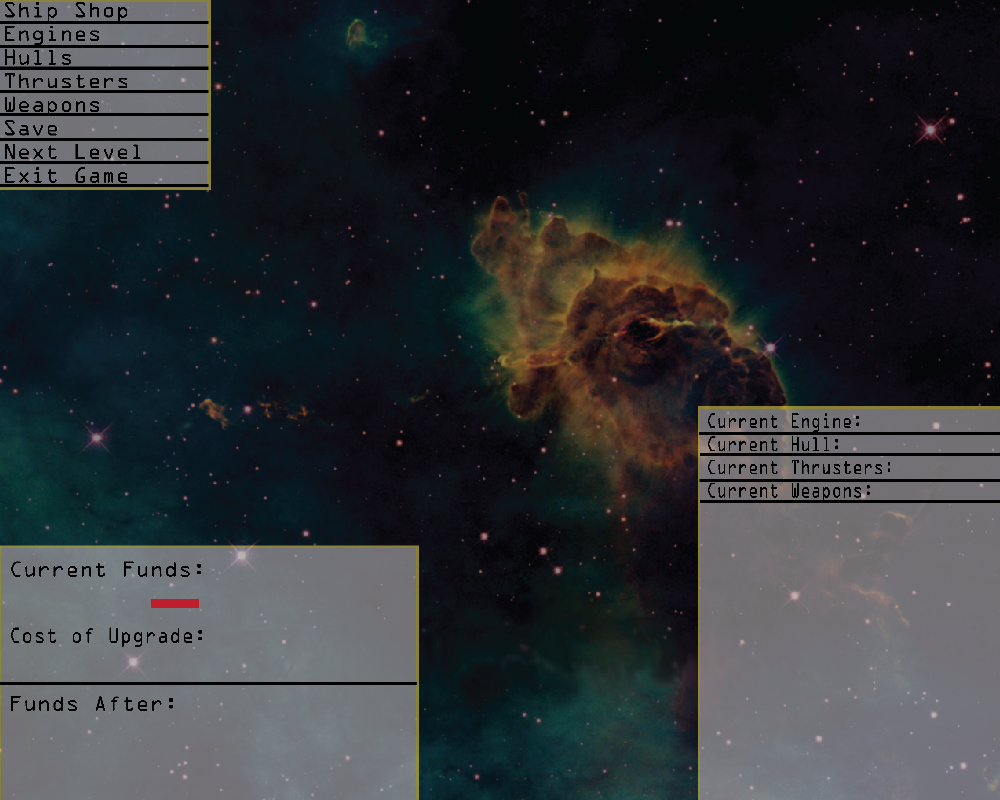 Ship Shop
Engines
Hulls
Thrusters
Weapons
Save
Next Level
Exit Game
Current Engine:
Current Hull:
Current Thrusters:
Current Weapons:
Current Funds:
Cost of Upgrade:
Funds After: